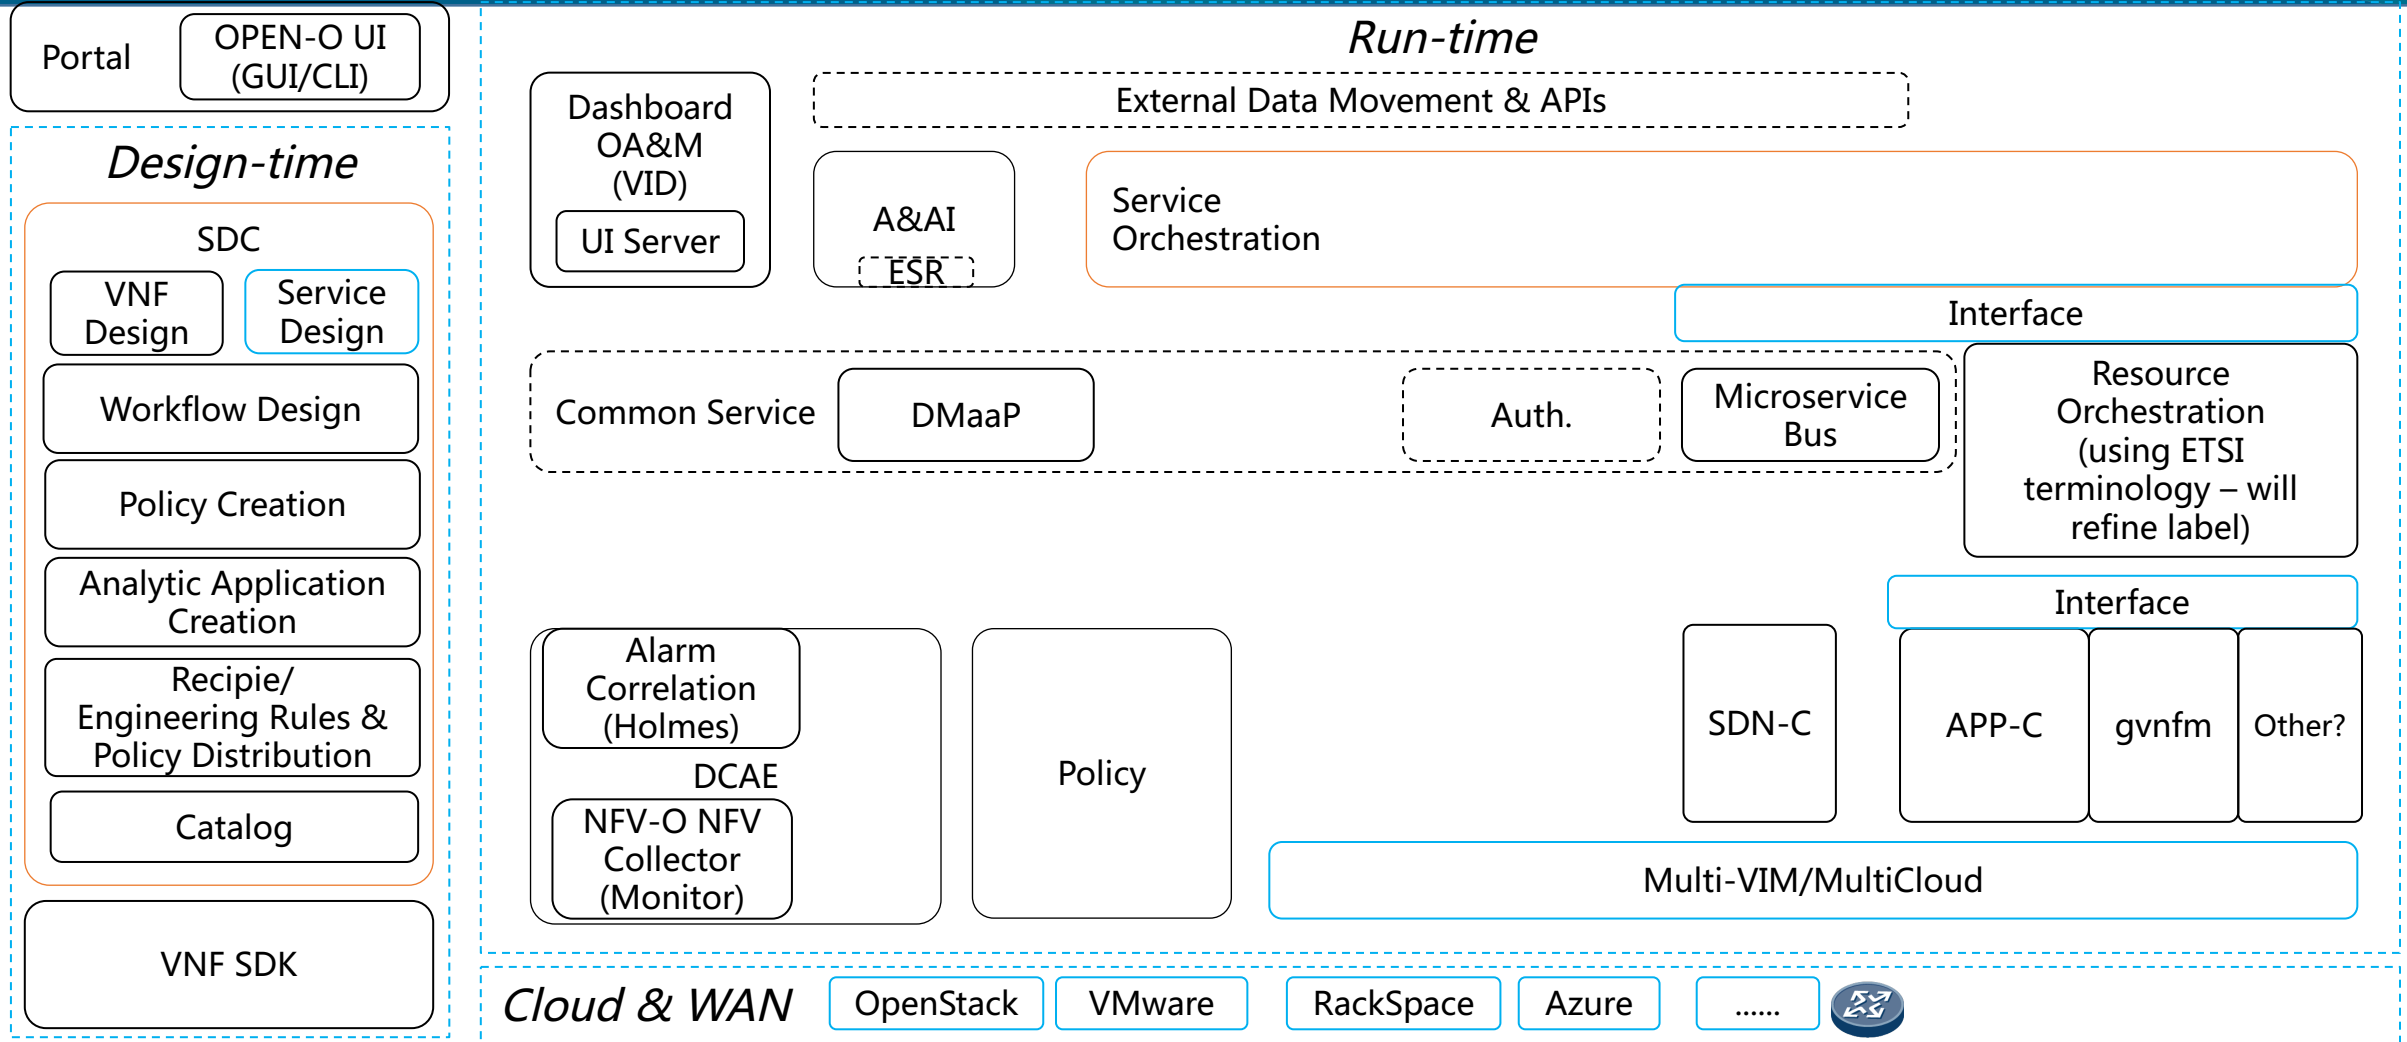 Portal
OPEN-O UI
(GUI/CLI)
Design-time
SDC
VNF
Design
Service
Design
Workflow Design
Policy Creation
Analytic Application
Creation
Recipie/
Engineering Rules &
Policy Distribution
Catalog
VNF SDK
Run-time
Dashboard
OA&M
(VID)
UI Server
External Data Movement & APIs
A&AI
ESR
Service
Orchestration
Interface
Common Service
DMaaP
Auth.
Microservice
Bus
Resource
Orchestration
(using ETSI
terminology – will
refine label)
Interface
Alarm
Correlation
(Holmes)
DCAE
NFV-O NFV
Collector
(Monitor)
Policy
SDN-C
APP-C
gvnfm
Other?
Multi-VIM/MultiCloud
Cloud & WAN
OpenStack
VMware
RackSpace
Azure
......